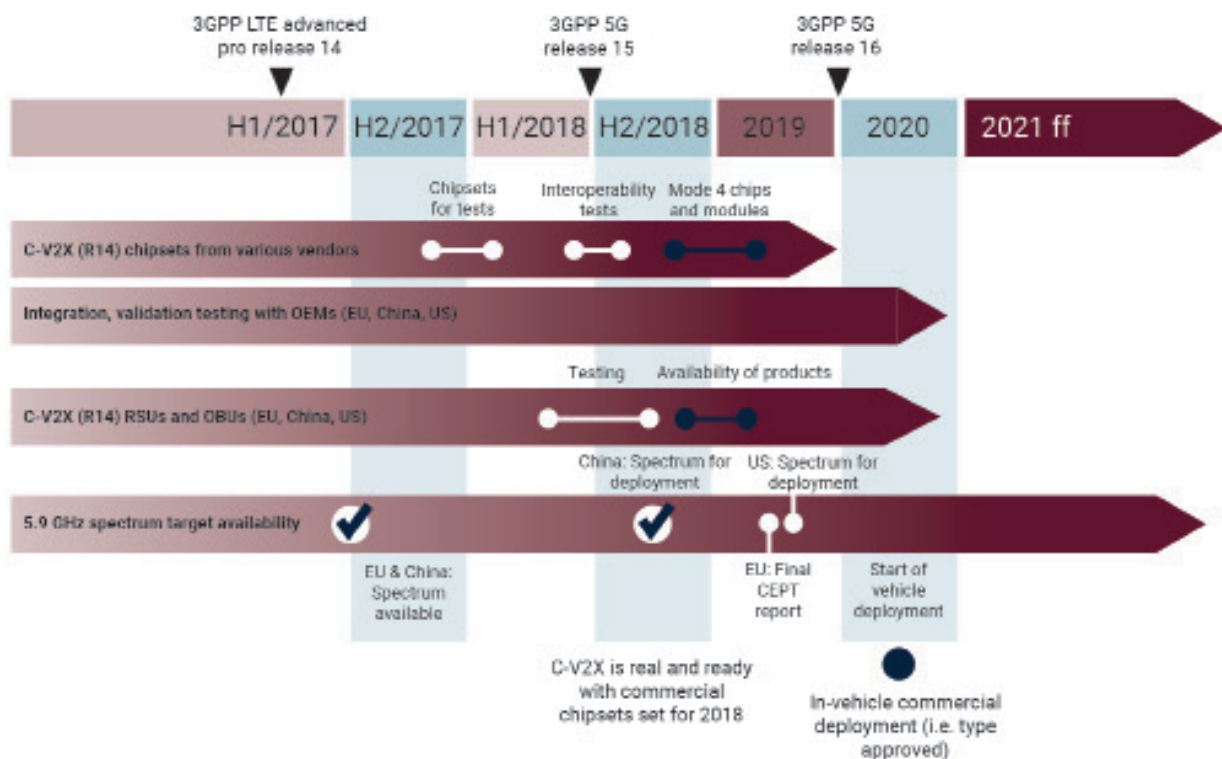 3GPP LTE advanced
pro release 14
3GPP 5G
release 15
3GPP 5G
release 16
H1/2017
H2/2017
H1/2018
H2/2018
2019
2020
2021 ff
Chipsets
for tests
Interoperability
tests
Mode 4 chips
and modules
C-V2X (R14) chipsets from various vendors
Integration, validation testing with OEMs (EU, China, US)
Testing
Availability of products
C-V2X (R14) RSUs and OBUs (EU, China, US)
China: Spectrum for
deployment
US: Spectrum for
deployment
5.9 GHz spectrum target availability
EU & China:
Spectrum
available
EU: Final
CEPT
report
Start of
vehicle
deployment
C-V2X is real and ready
with commercial
chipsets set for 2018
In-vehicle commercial
deployment (i.e. type
approved)